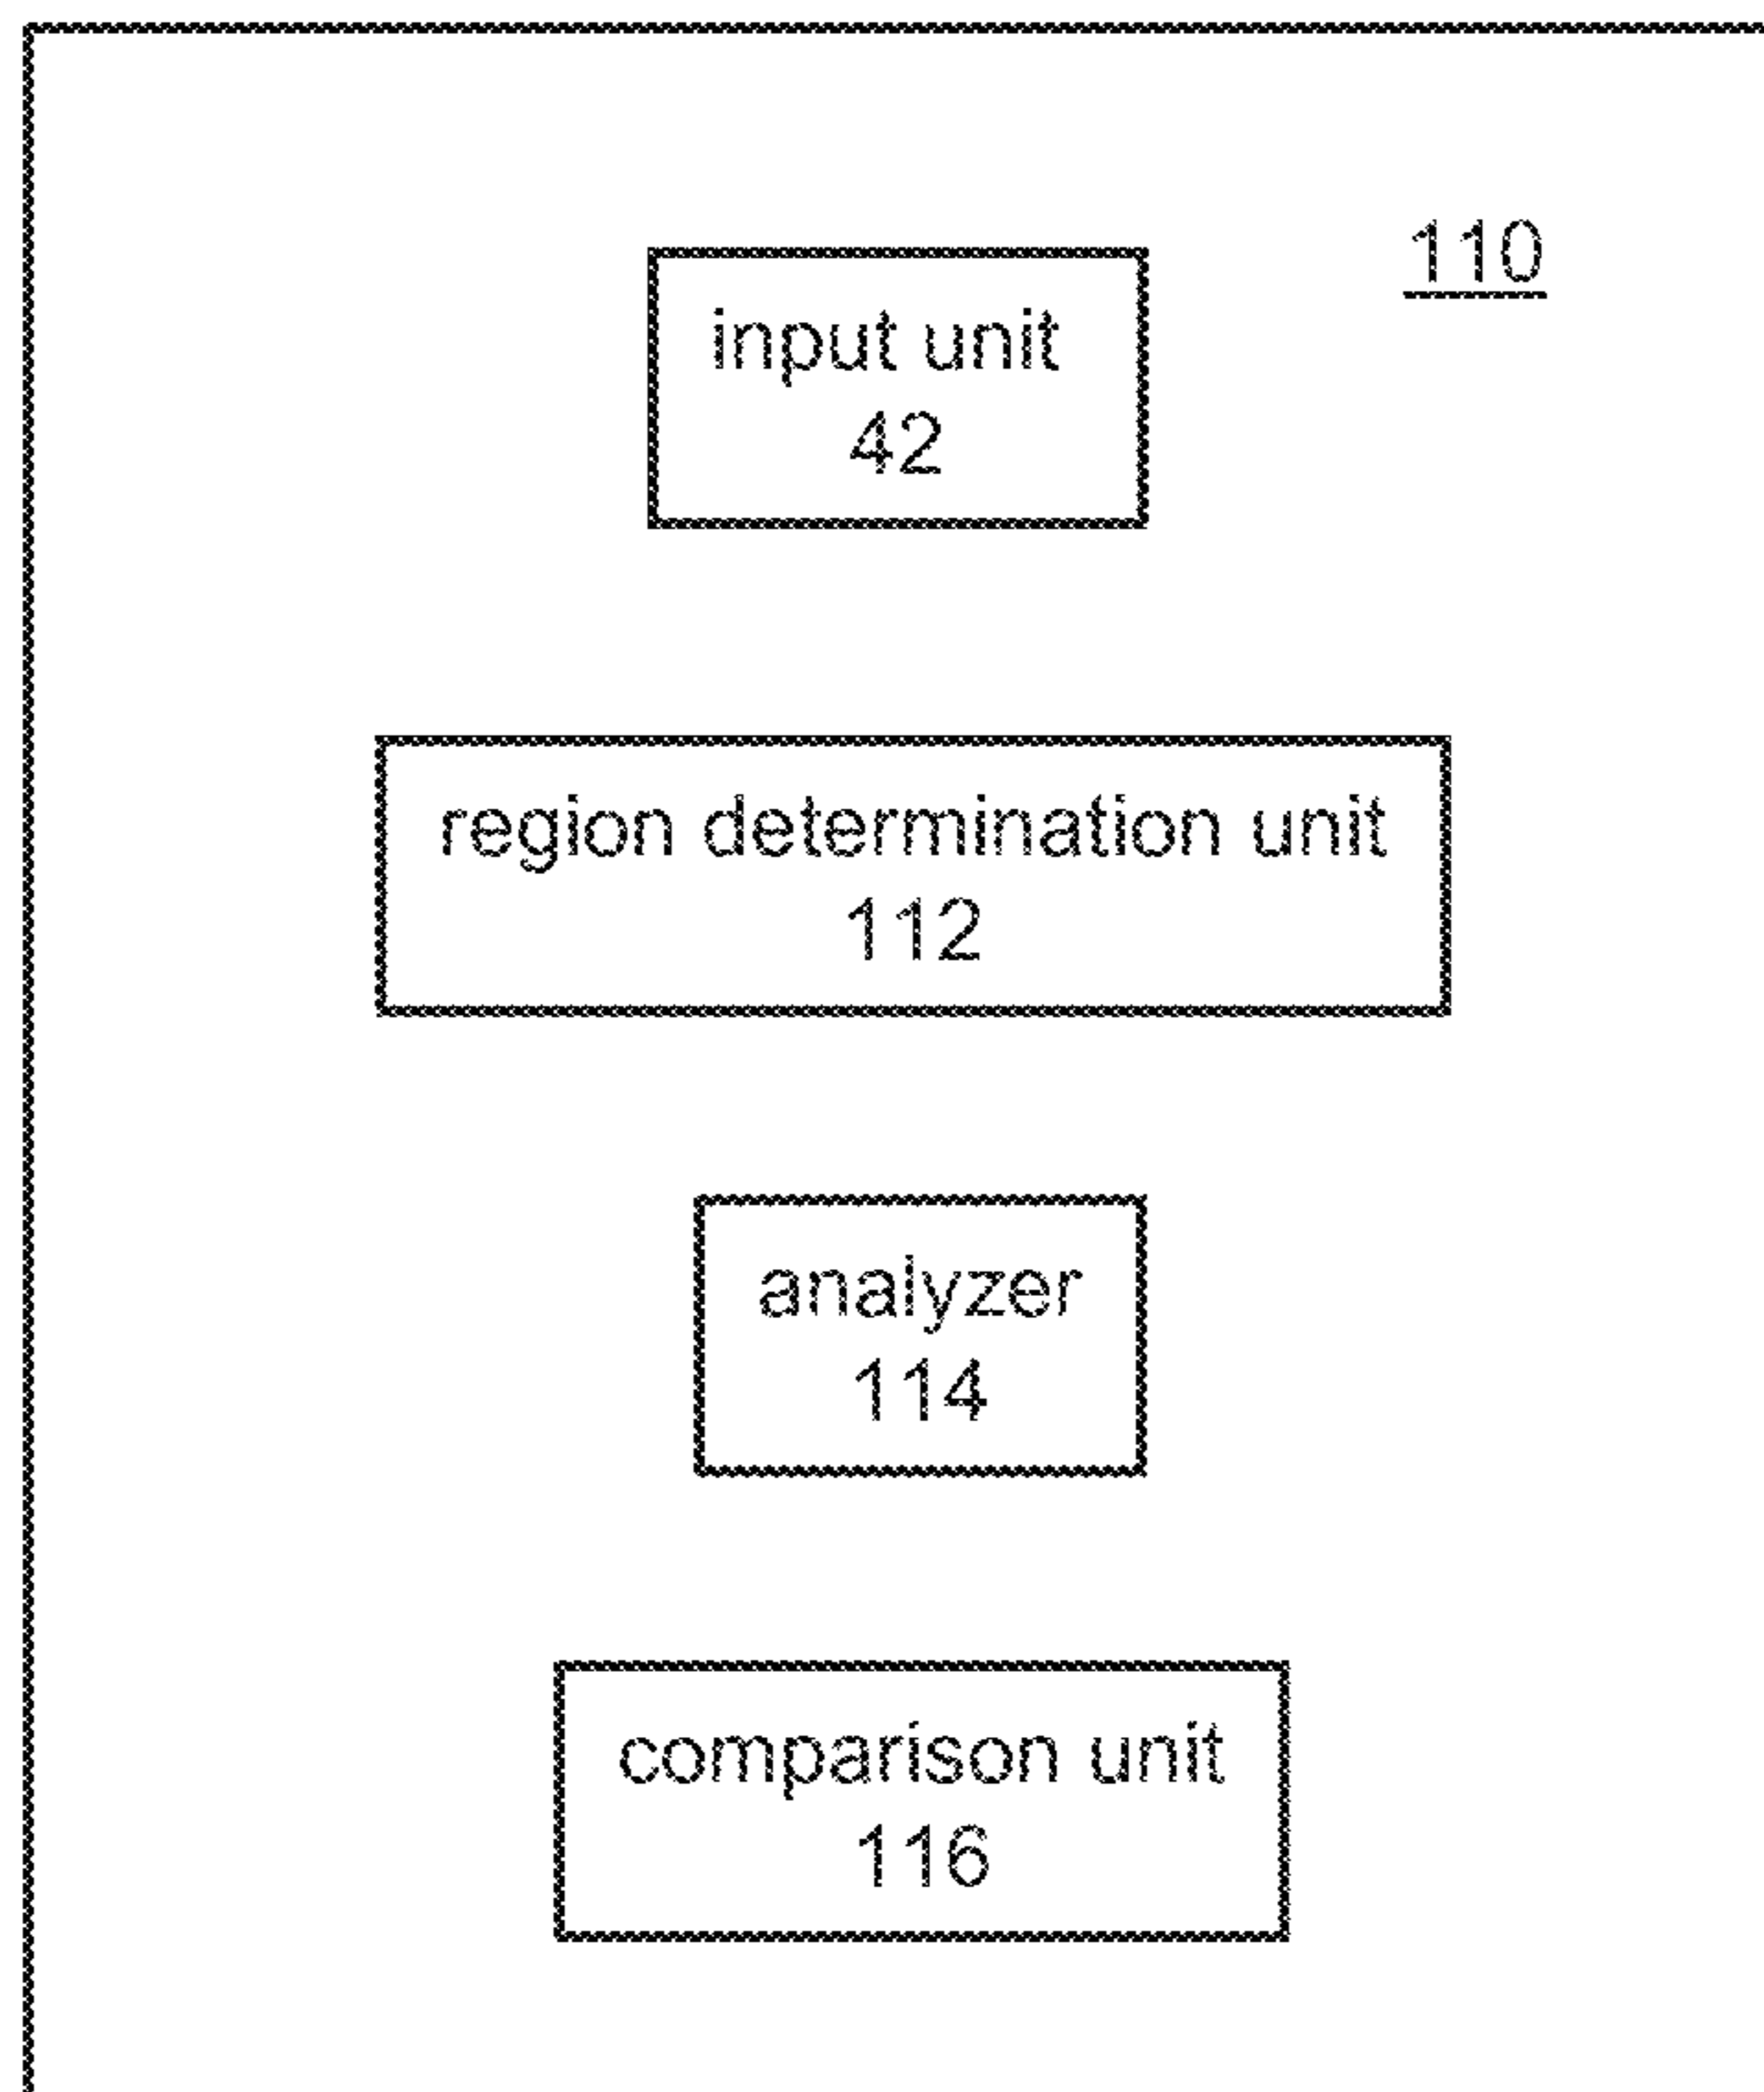 110
input unit
42
region determination unit
112
analyzer
114
comparison unit
116